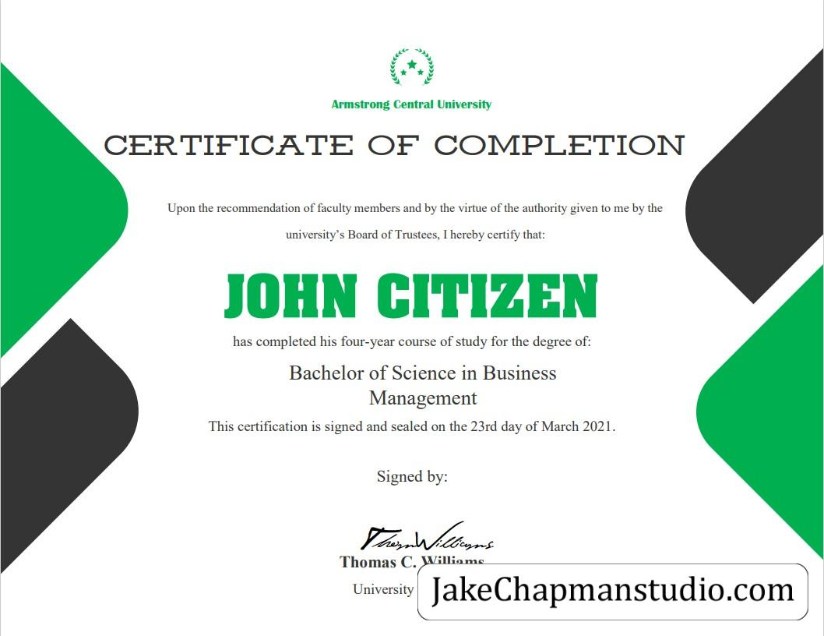 Armstrong Central University
CERTIFICATE OF COMPLETION
Upon the recommendation of faculty members and by the virtue of the authority given to me by the
university's Board of Trustees, I hereby certify that:
JOHN CITIZEN
has completed his four-year course of study for the degree of:
Bachelor of Science in Business
Management
This certification is signed and sealed on the 23rd day of March 2021.
Signed by:
Thomas C. Williams
University
JakeChapmanstudio.com